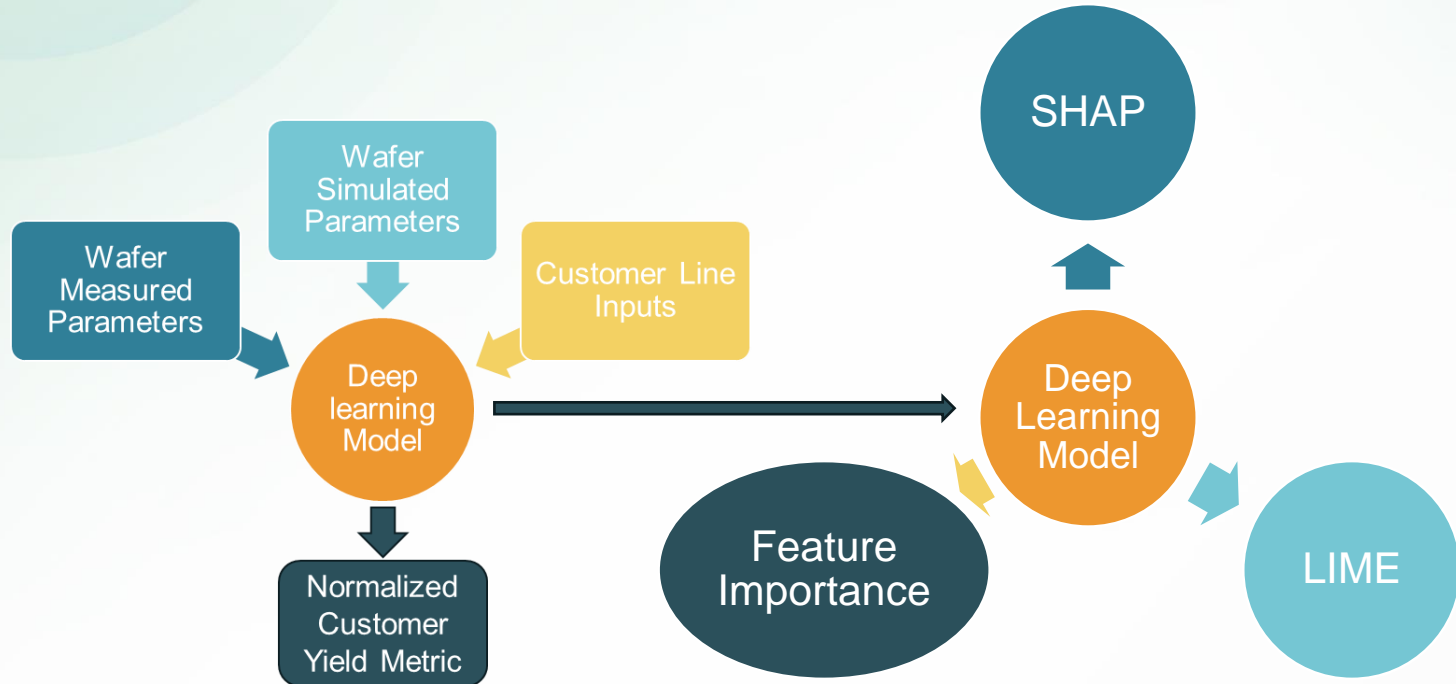 Wafer
Simulated
Parameters
Wafer
Measured
Parameters
Customer Line
Inputs
Deep
learning
Model
Normalized
Customer
Yield Metric
SHAP
Deep
Learning
Model
Feature
Importance
LIME